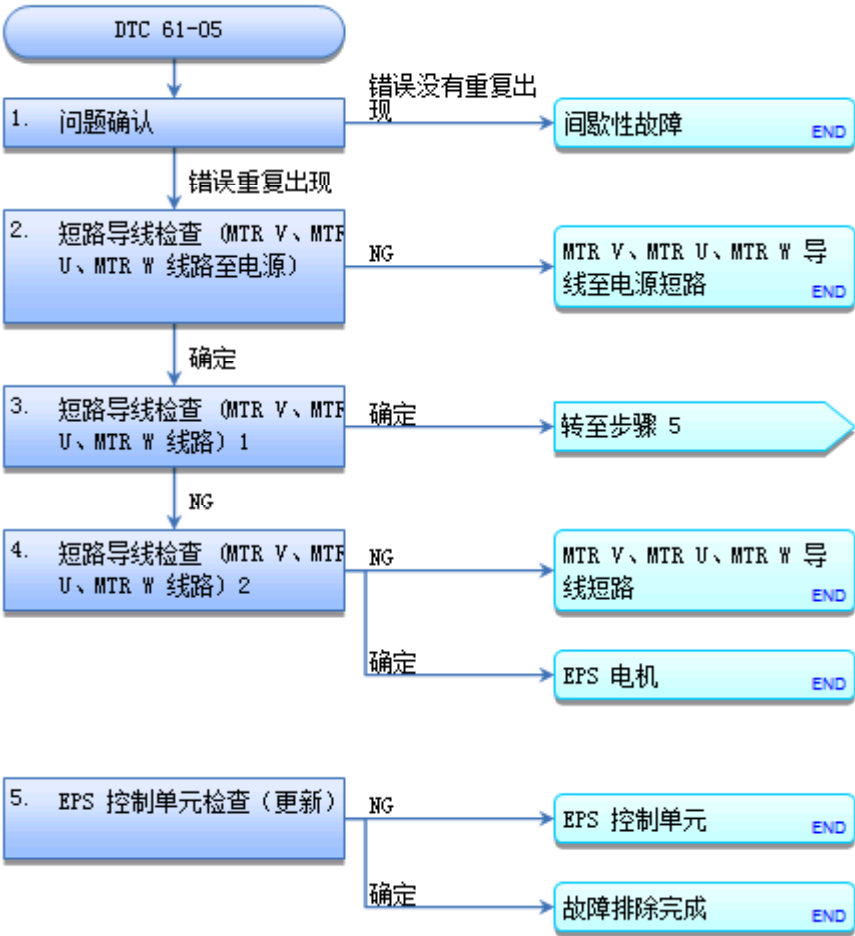 DTC 61-05
错误没有重复出
现
1. 问题确认
间歇性故障
END
错误重复出现
2. 短路导线检查 (MTR V、MTR
U、MTR W 线路至电源)
NG
MTR V、MTR U、MTR W 导
线至电源短路
END
确定
3. 短路导线检查 (MTR V、MTR
U、MTR W 线路) 1
确定
转至步骤 5
NG
4. 短路导线检查 (MTR V、MTR
U、MTR W 线路) 2
NG
MTR V、MTR U、MTR W 导
线短路
END
确定
EPS 电机
END
5. EPS 控制单元检查 (更新)
NG
EPS 控制单元
END
确定
故障排除完成
END